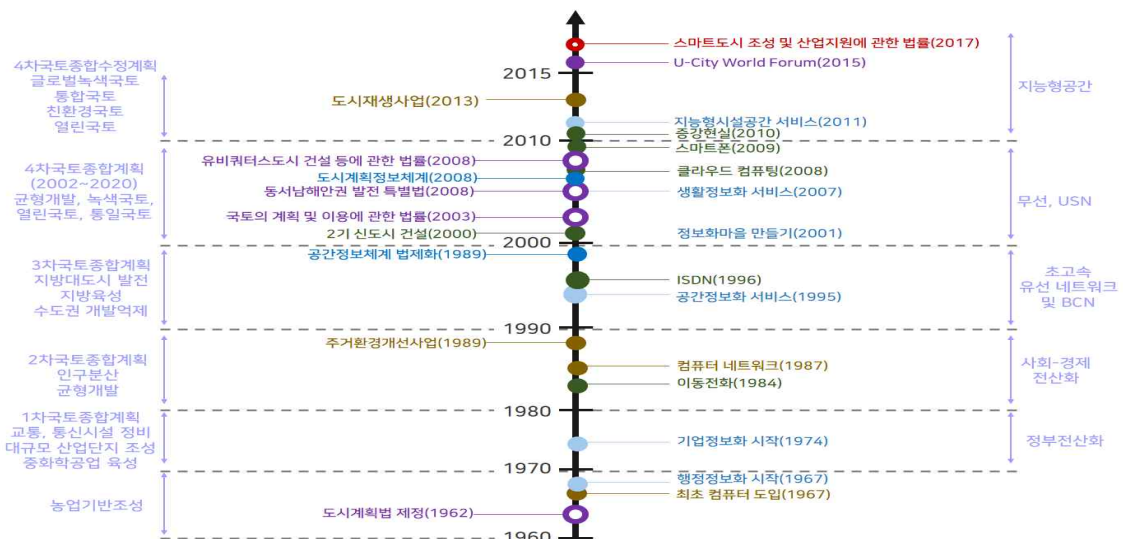 스마트도시 조성 및 산업지원에 관한 법률(2017)
U-City World Forum(2015)
4차국토종합수정계획
글로벌녹색국토
통합국토
친환경국토
열린국토
2015
도시재생사업(2013)
지능형공간
지능형시설공간 서비스(2011)
증강현실(2010)
2010
스마트폰(2009)
유비쿼터스도시 건설 등에 관한 법률(2008)
클라우드 컴퓨팅(2008)
4차국토종합계획
(2002~2020)
균형개발, 녹색국토,
열린국토, 통일국토
도시계획정보체계(2008)
동서남해안권 발전 특별법(2008)
생활정보화 서비스(2007)
무선, USN
국토의 계획 및 이용에 관한 법률(2003)
2기 신도시 건설(2000)
정보화마을 만들기(2001)
2000
공간정보체계 법제화(1989)
3차국토종합계획
지방대도시 발전
지방육성
수도권 개발억제
ISDN(1996)
공간정보화 서비스(1995)
초고속
유선 네트워크
및 BCN
1990
주거환경개선사업(1989)
2차국토종합계획
인구분산
균형개발
컴퓨터 네트워크(1987)
이동전화(1984)
사회-경제
전산화
1980
1차국토종합계획
교통, 통신시설 정비
대규모 산업단지 조성
중화학공업 육성
기업정보화 시작(1974)
정부전산화
1970
행정정보화 시작(1967)
최초 컴퓨터 도입(1967)
농업기반조성
도시계획법 제정(1962)
1960